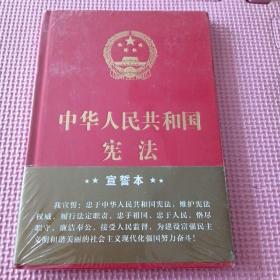 中华人民共和国
宪法
宣誓本
我宣誓：忠于中华人民共和国宪法，维护宪法
权威，履行法定职责，忠于祖国、忠于人民，恪尽
职守、廉洁奉公，接受人民监督，为建设富强民主
文明和谐美丽的社会主义现代化强国努力奋斗！